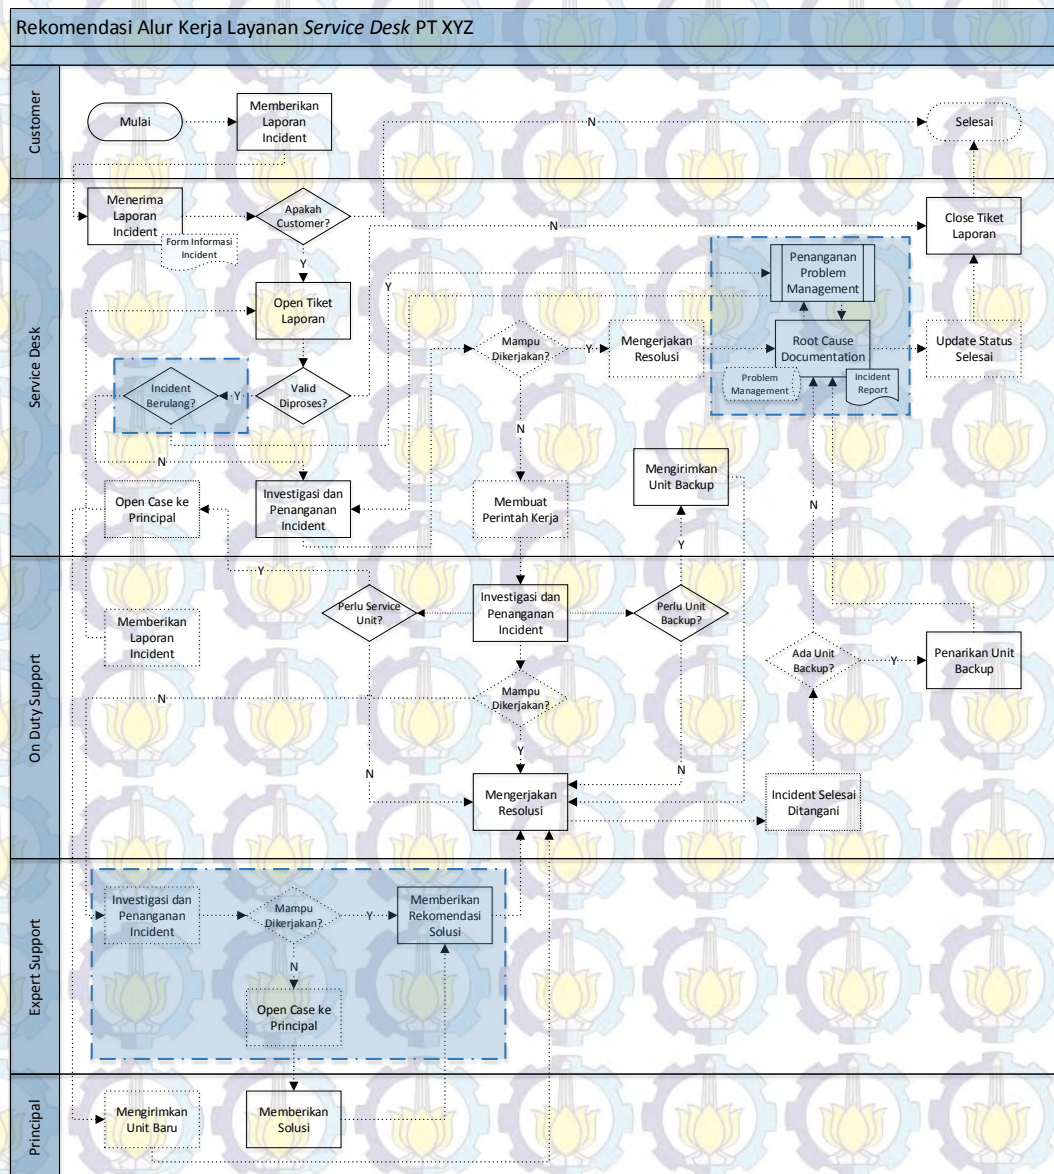 Rekomendasi Alur Kerja Layanan Service Desk PT XYZ
Customer
Mulai
Memberikan
Laporan
Incident
N
Selesai
Service Desk
Menerima
Laporan
Incident
Form Informasi
Incident
Apakah
Customer?
Y
N
Close Tiket
Laporan
Open Tiket
Laporan
Y
Penanganan
Problem
Management
Mampu
Dikerjakan?
Y
Mengerjakan
Resolusi
Root Cause
Documentation
Problem
Management
Incident
Report
Update Status
Selesai
Incident
Berulang?
Y
Valid
Diproses?
N
N
Mengirimkan
Unit Backup
Open Case ke
Principal
Investigasi dan
Penanganan
Incident
Membuat
Perintah Kerja
N
Y
On Duty Support
Y
Memberikan
Laporan
Incident
Perlu Service
Unit?
Investigasi dan
Penanganan
Incident
Perlu Unit
Backup?
Ada Unit
Backup?
Y
Penarikan Unit
Backup
N
Mampu
Dikerjakan?
Y
N
N
Mengerjakan
Resolusi
Incident Selesai
Ditangani
Expert Support
Investigasi dan
Penanganan
Incident
Mampu
Dikerjakan?
Y
Memberikan
Rekomendasi
Solusi
N
Open Case ke
Principal
Principal
Mengirimkan
Unit Baru
Memberikan
Solusi